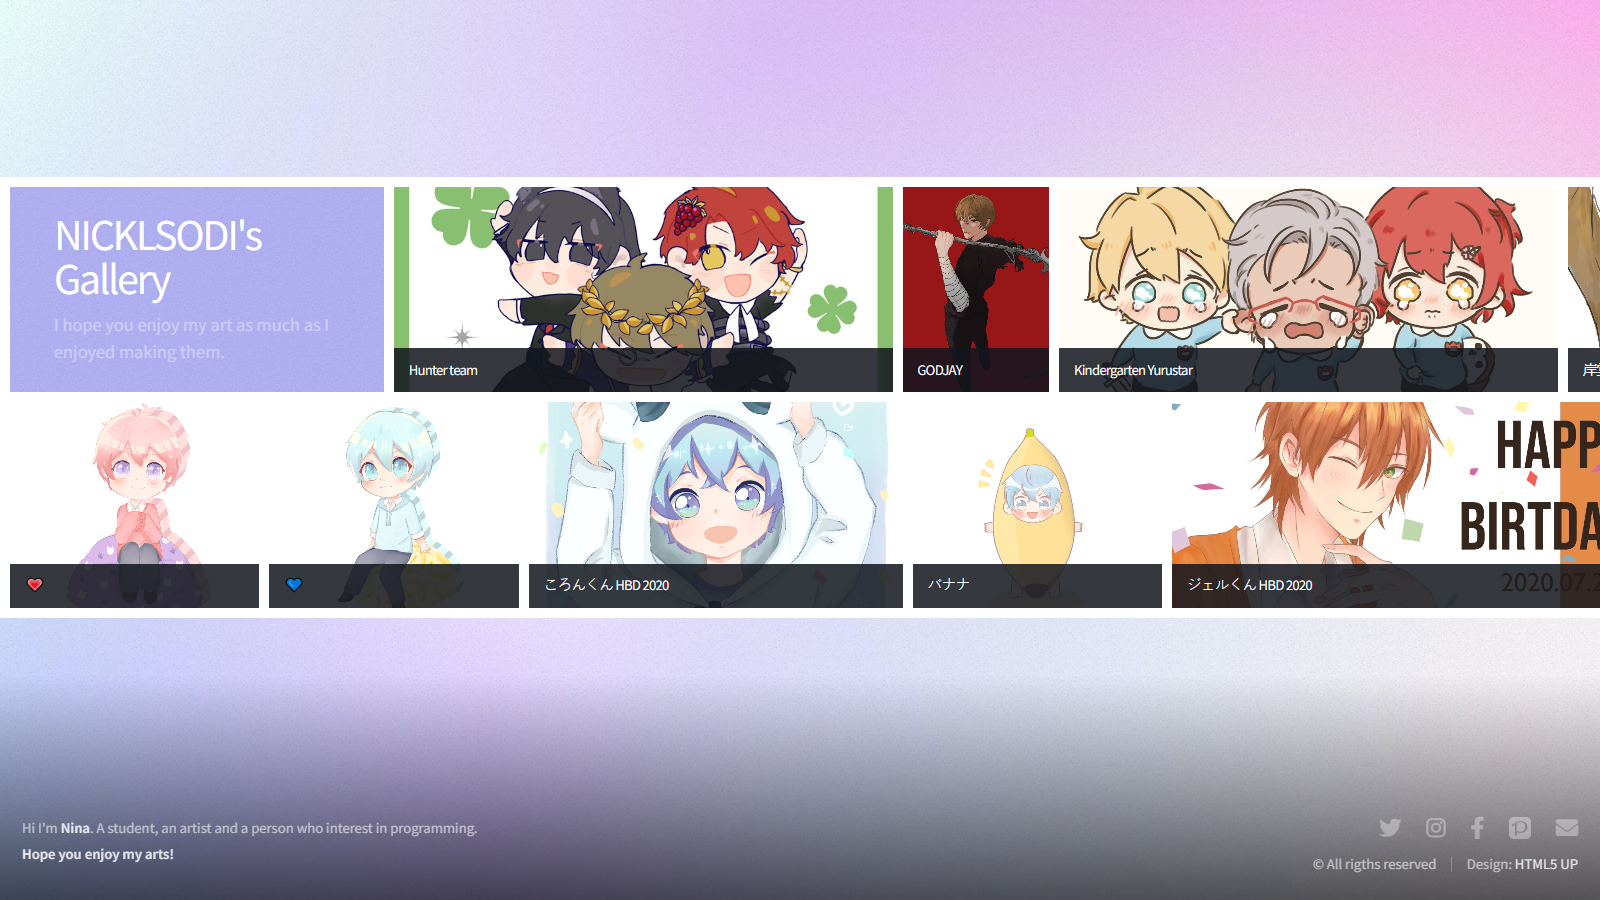 NICKLSODI's
Gallery
I hope you enjoy my art as much as I
enjoyed making them.
Hunter team
GODJAY
Kindergarten Yurustar
岸
ころんくん HBD 2020
バナナ
HAPP
BIRTDA
2020.07.2
ジェルくん HBD 2020
Hi I'm Nina. A student, an artist and a person who interest in programming.
Hope you enjoy my arts!
© All rigths reserved
Design: HTML5 UP